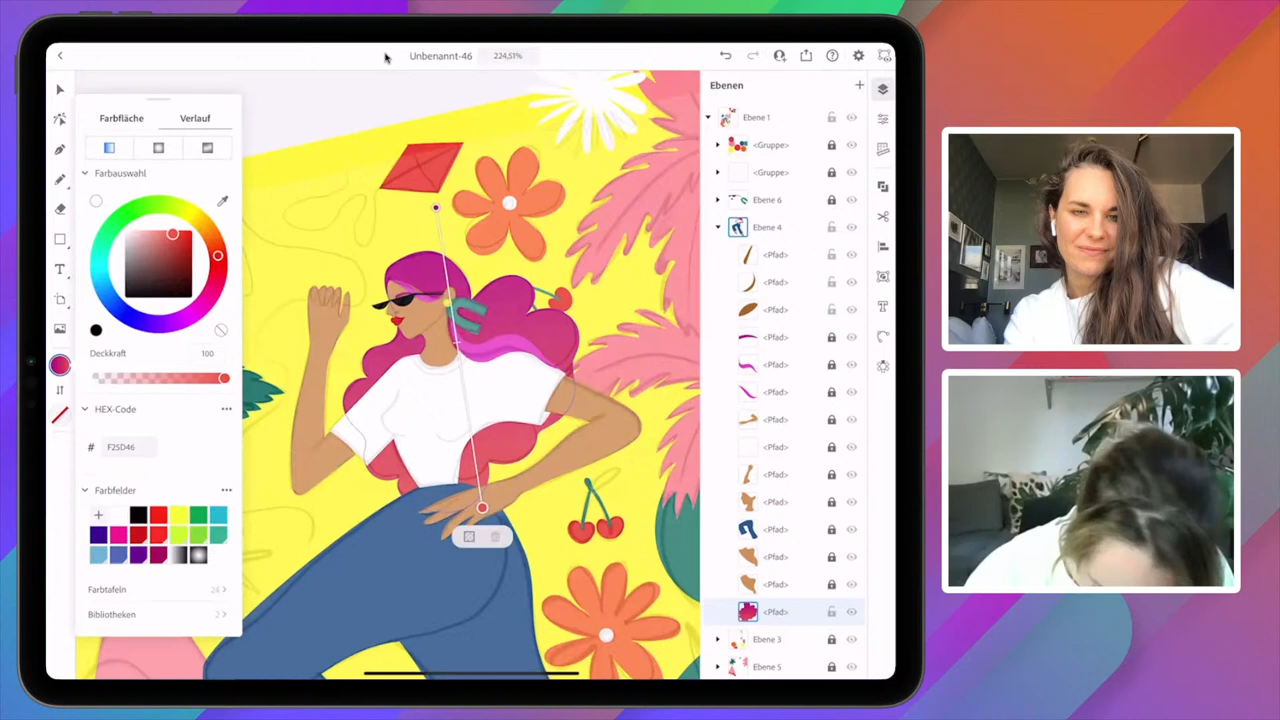 Unbenannt-46
224,51%
Farbfläche
Verlauf
Farbauswahl
Deckkraft
100
HEX-Code
# F25D46
Farbfelder
Farbtafeln
Bibliotheken
2
T
Ebenen
Ebene 1
<Gruppe>
<Gruppe>
Ebene 6
Ebene 4
<Pfad>
<Pfad>
<Pfad>
<Pfad>
<Pfad>
<Pfad>
<Pfad>
<Pfad>
<Pfad>
<Pfad>
<Pfad>
<Pfad>
<Pfad>
<Pfad>
Ebene 3
Ebene 5